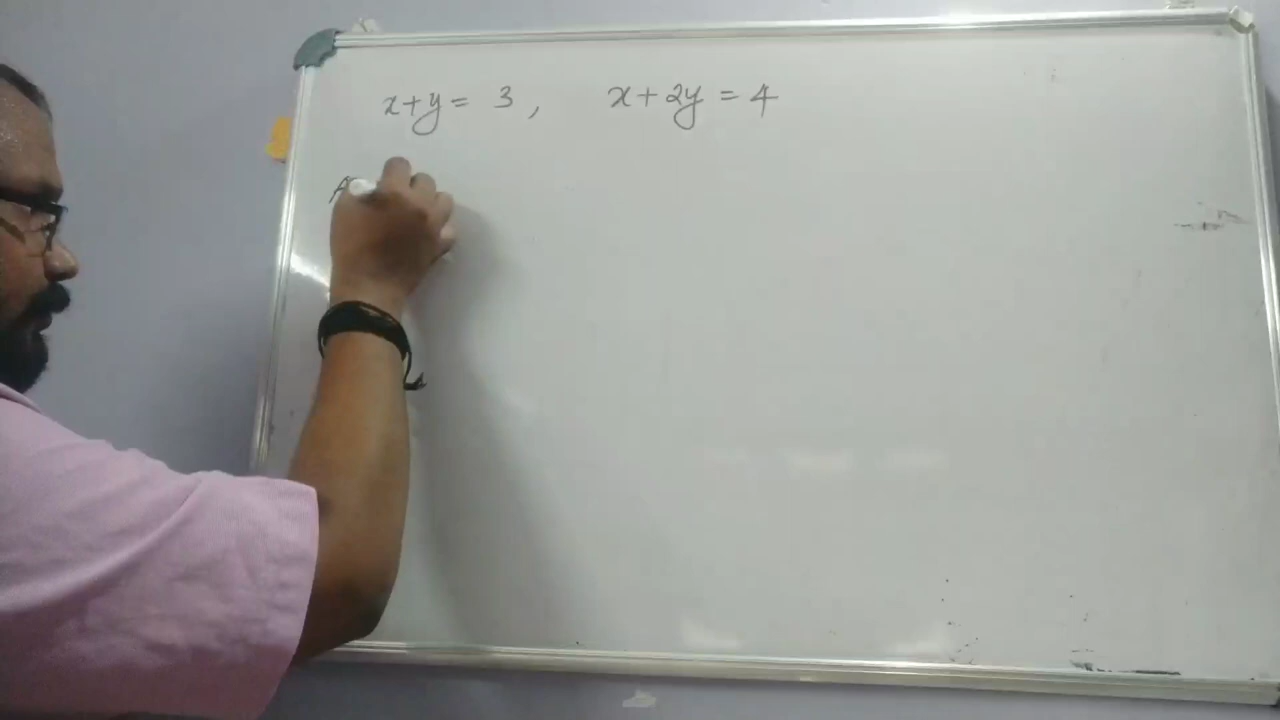 x+y = 3, x+2y = 4
A